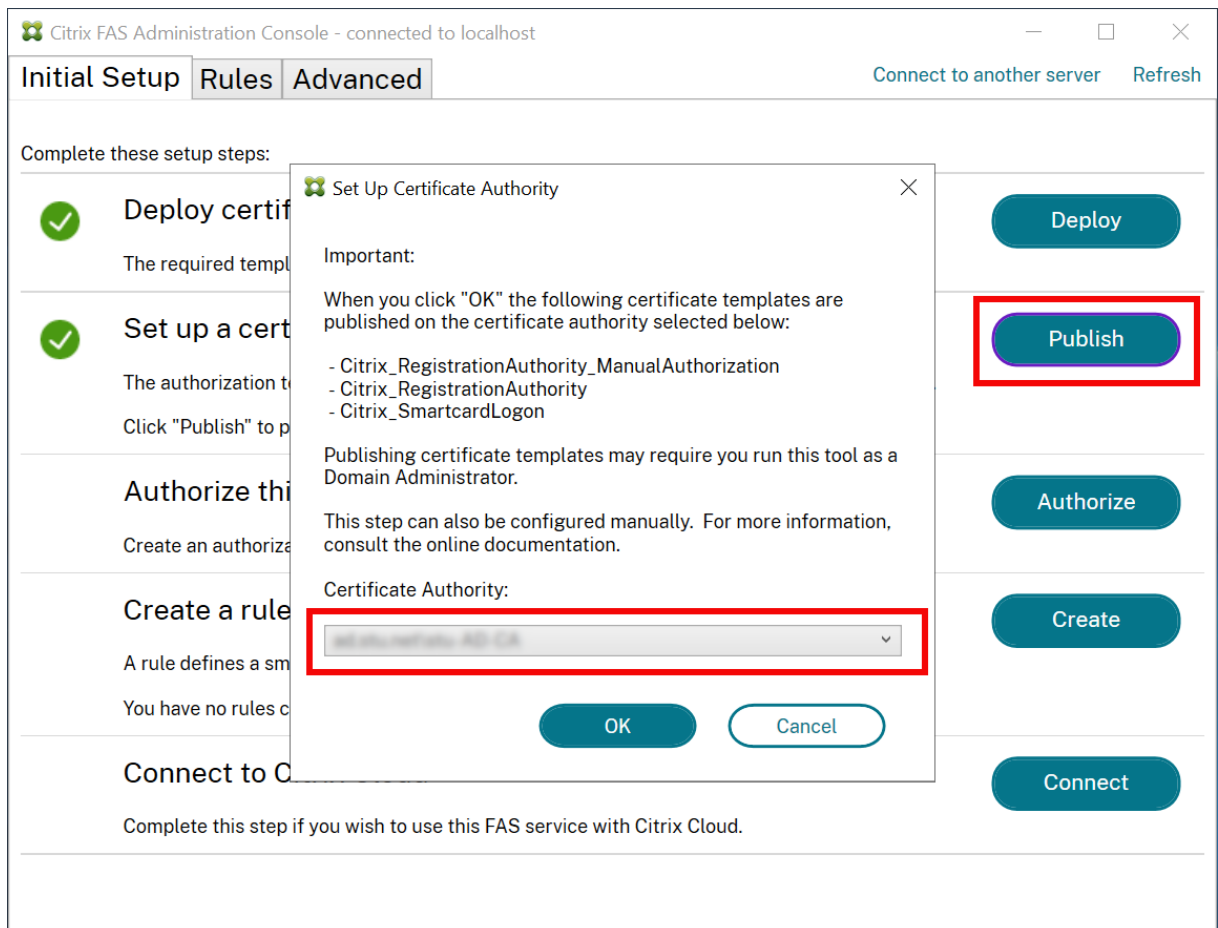 Citrix FAS Administration Console - connected to localhost
Initial Setup Rules Advanced Connect to another server Refresh
Complete these setup steps:
Deploy certif
The required templ
Deploy
Set up a cert
The authorization t
Click "Publish" to p
Publish
Authorize thi
Create an authoriza
Authorize
Create a rule
A rule defines a sm
You have no rules c
Create
Connect to C
Complete this step if you wish to use this FAS service with Citrix Cloud.
Connect
Set Up Certificate Authority
Important:
When you click "OK" the following certificate templates are
published on the certificate authority selected below:
- Citrix_RegistrationAuthority_ManualAuthorization
- Citrix_RegistrationAuthority
- Citrix_SmartcardLogon
Publishing certificate templates may require you run this tool as a
Domain Administrator.
This step can also be configured manually. For more information,
consult the online documentation.
Certificate Authority:
OK Cancel